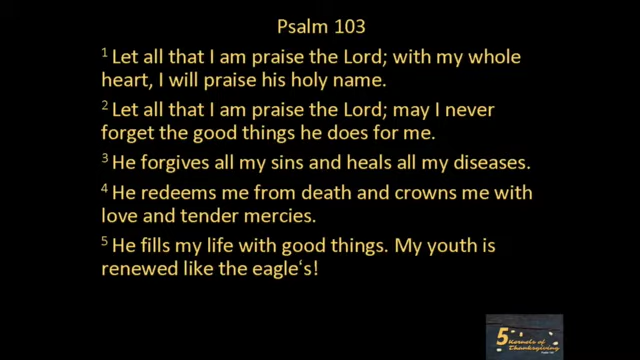 Psalm 103
1 Let all that I am praise the Lord; with my whole
heart, I will praise his holy name.
2 Let all that I am praise the Lord; may I never
forget the good things he does for me.
3 He forgives all my sins and heals all my diseases.
4 He redeems me from death and crowns me with
love and tender mercies.
5 He fills my life with good things. My youth is
renewed like the eagle‘s!
5 Kernels of
Thanksgiving